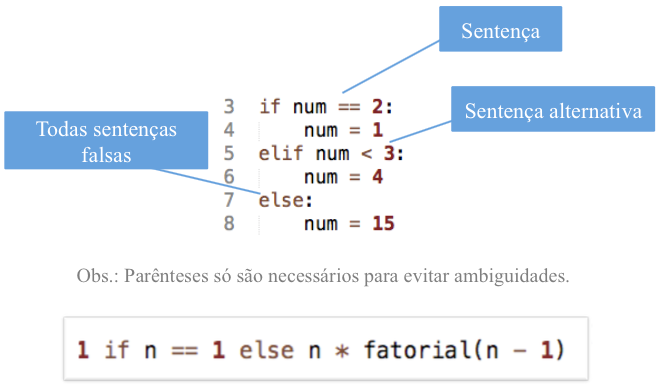 Sentença
3 if num == 2:
Sentença alternativa
4     num = 1
Todas sentenças
falsas
5 elif num < 3:
6     num = 4
7 else:
8     num = 15
Obs.: Parênteses só são necessários para evitar ambiguidades.
1 if n == 1 else n * fatorial(n - 1)